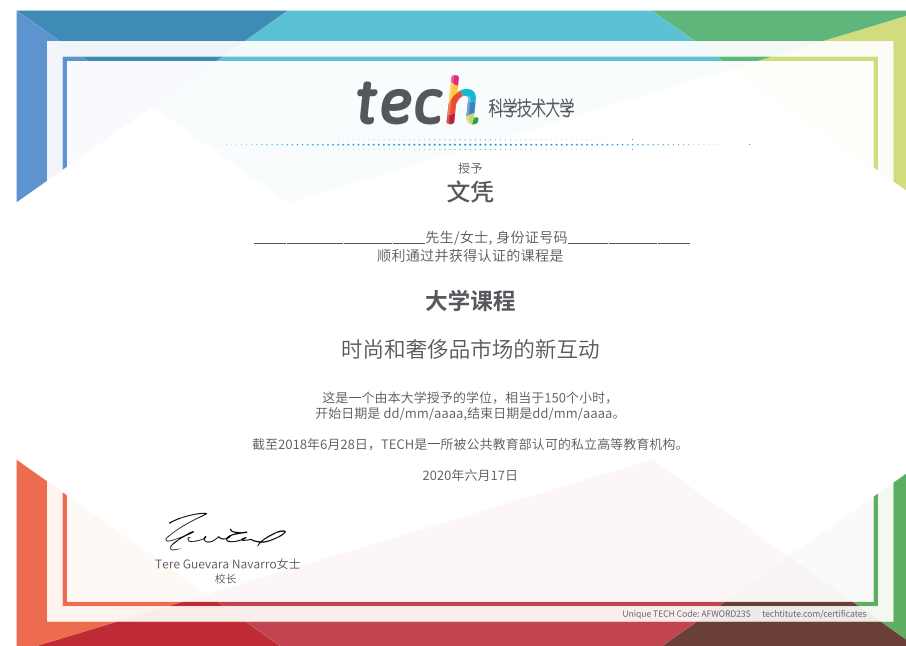 tech 科学技术大学
授予
文凭
______________________先生/女士, 身份证号码________________
顺利通过并获得认证的课程是
大学课程
时尚和奢侈品市场的新互动
这是一个由本大学授予的学位，相当于150个小时，
开始日期是 dd/mm/aaaa,结束日期是dd/mm/aaaa。
截至2018年6月28日，TECH是一所被公共教育部认可的私立高等教育机构。
2020年六月17日
Tere Guevara Navarro女士
校长
Unique TECH Code: AFWORD23S techtitute.com/certificates